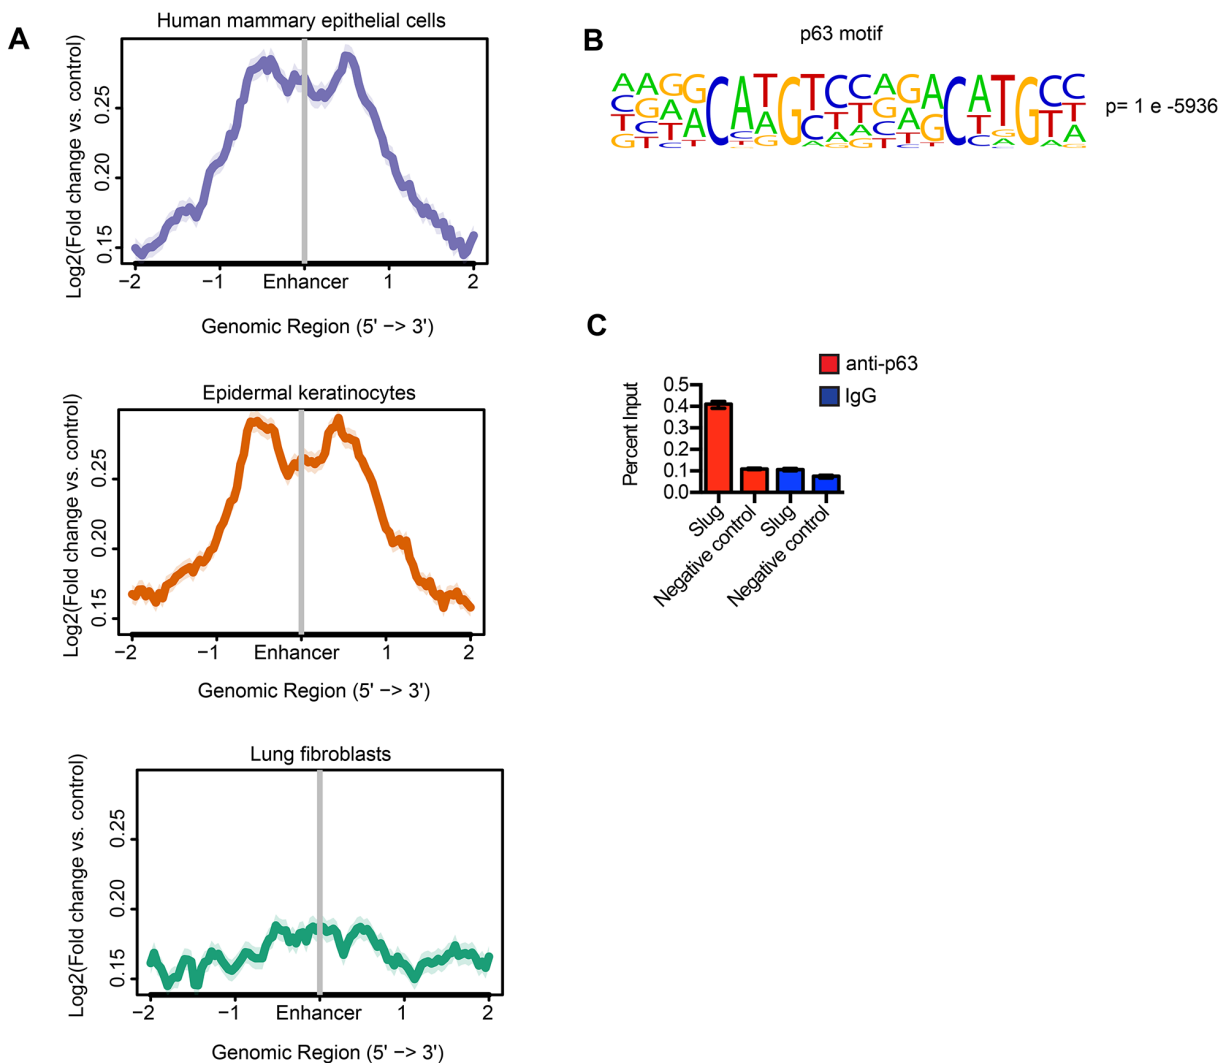 A
Human mammary epithelial cells
Log2(Fold change vs. control)
0.25
0.20
0.15
−2
−1
Enhancer
1
2
Genomic Region (5' −> 3')
Epidermal keratinocytes
Log2(Fold change vs. control)
0.25
0.20
0.15
−2
−1
Enhancer
1
2
Genomic Region (5' −> 3')
Lung fibroblasts
Log2(Fold change vs. control)
0.25
0.20
0.15
−2
−1
Enhancer
1
2
Genomic Region (5' −> 3')
B
p63 motif
AAGGCATGTCCAGACATGCC
p= 1 e -5936
C
anti-p63
IgG
Percent Input
0.5
0.4
0.3
0.2
0.1
0.0
Slug
Negative control
Slug
Negative control